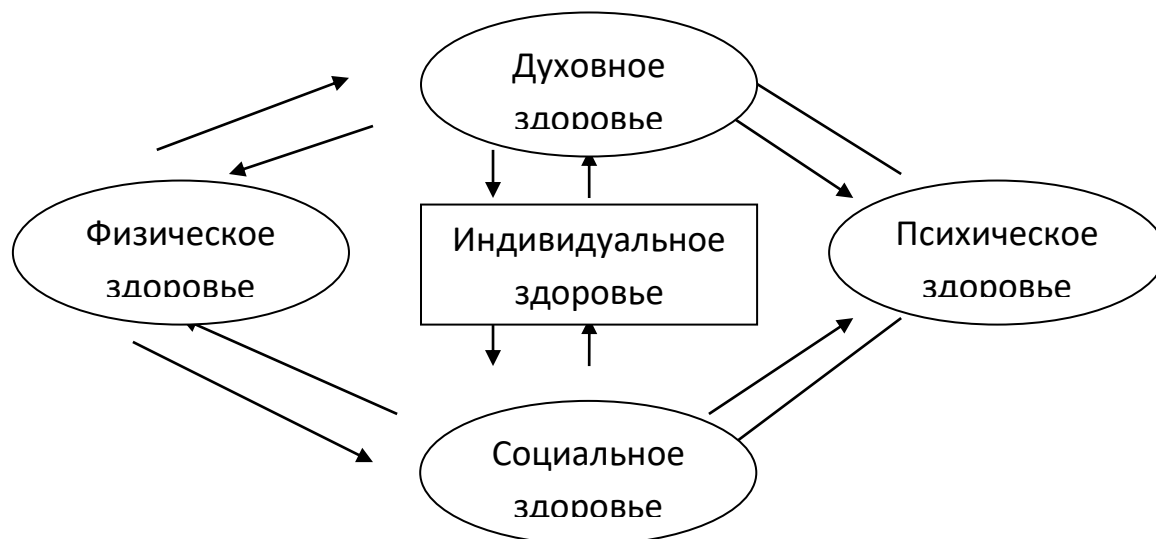 Духовное
здоровье
Физическое
здоровье
Индивидуальное
здоровье
Психическое
здоровье
Социальное
здоровье